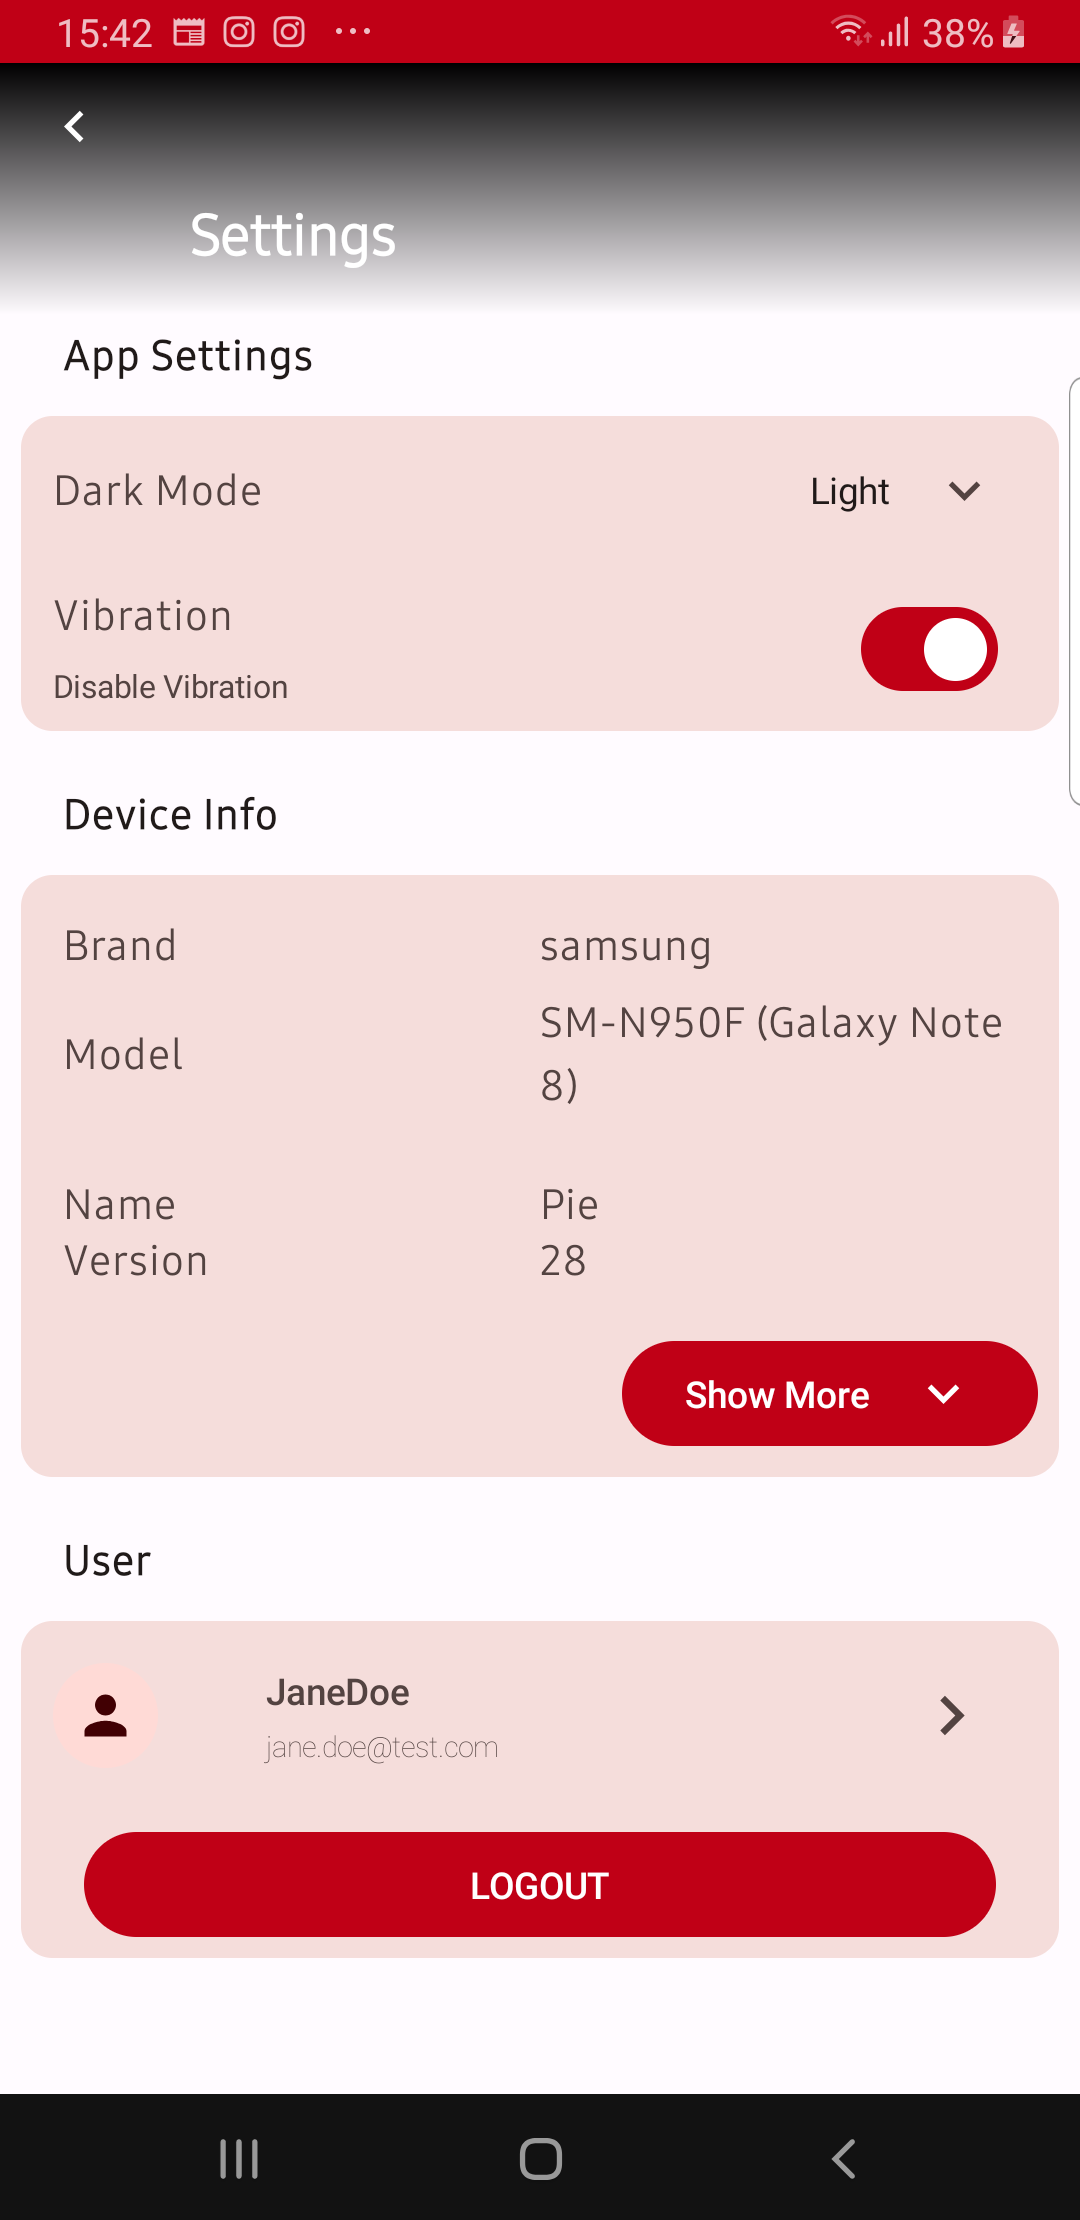 15:42 38%
Settings
App Settings
Dark Mode Light
Vibration
Disable Vibration
Device Info
Brand samsung
Model SM-N950F (Galaxy Note
8)
Name Pie
Version 28
Show More
User
JaneDoe
jane.doe@test.com
LOGOUT